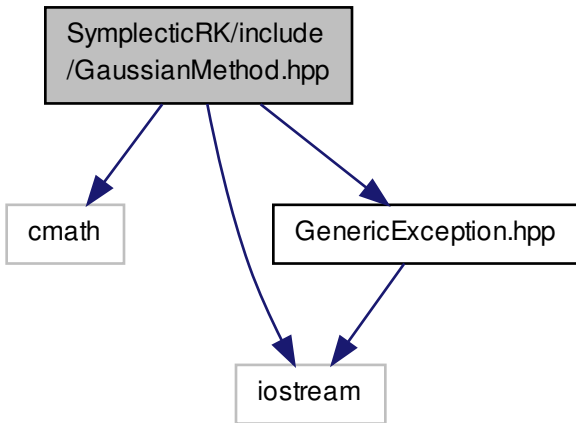 SymplecticRK/include
/GaussianMethod.hpp
cmath
GenericException.hpp
iostream